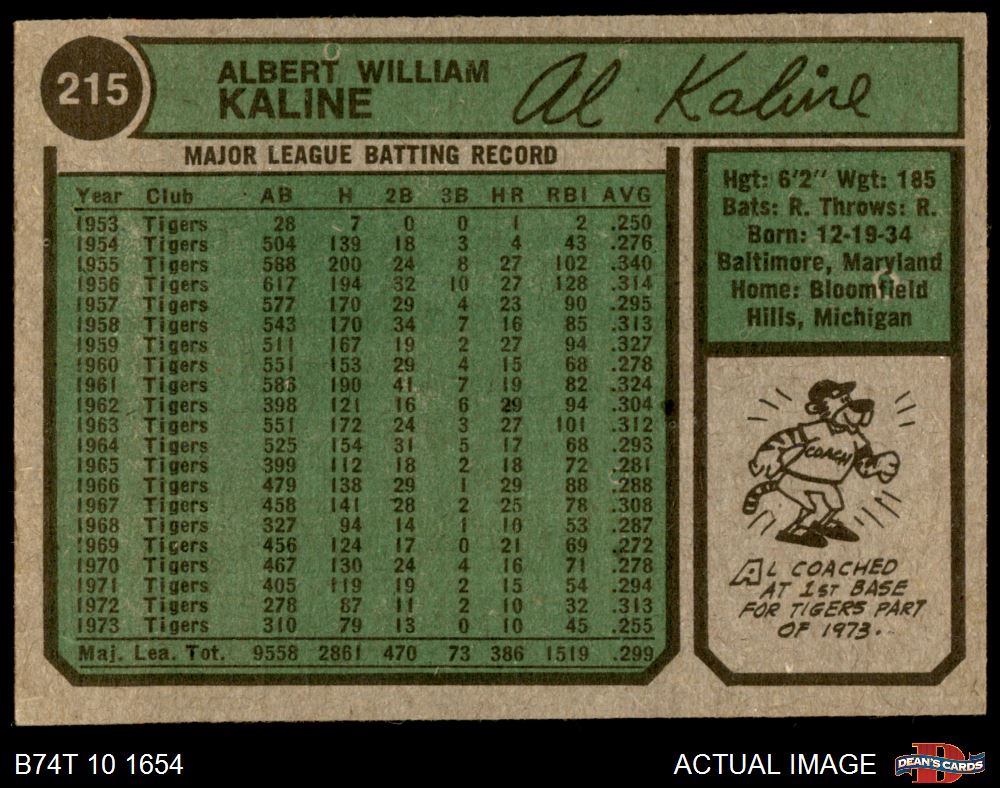 215
ALBERT WILLIAM
KALINE
Al Kaline
MAJOR LEAGUE BATTING RECORD
Year Club AB H 2B 3B HR RBI AVG
1953 Tigers 28 7 0 0 1 2 .250
1954 Tigers 504 139 18 3 4 43 .276
1955 Tigers 588 200 24 8 27 102 .340
1956 Tigers 617 194 32 10 27 128 .314
1957 Tigers 577 170 29 4 23 90 .295
1958 Tigers 543 170 34 7 16 85 .313
1959 Tigers 511 167 19 2 27 94 .327
1960 Tigers 551 153 29 4 15 68 .278
1961 Tigers 586 190 41 7 19 82 .324
1962 Tigers 398 121 16 6 29 94 .304
1963 Tigers 551 172 24 3 27 101 .312
1964 Tigers 525 154 31 5 17 68 .293
1965 Tigers 399 112 18 2 18 72 .281
1966 Tigers 479 138 29 1 29 88 .288
1967 Tigers 458 141 28 2 25 78 .308
1968 Tigers 327 94 14 1 10 53 .287
1969 Tigers 456 124 17 0 21 69 .272
1970 Tigers 467 130 24 4 16 71 .278
1971 Tigers 405 119 19 2 15 54 .294
1972 Tigers 278 87 11 2 10 32 .313
1973 Tigers 310 79 13 0 10 45 .255
Maj. Lea. Tot. 9558 2861 470 73 386 1519 .299
Hgt: 6'2" Wgt: 185
Bats: R. Throws: R.
Born: 12-19-34
Baltimore, Maryland
Home: Bloomfield
Hills, Michigan
COACH
AL COACHED
AT 1ST BASE
FOR TIGERS PART
OF 1973.
B74T 10 1654
ACTUAL IMAGE
D
DEAN'S CARDS